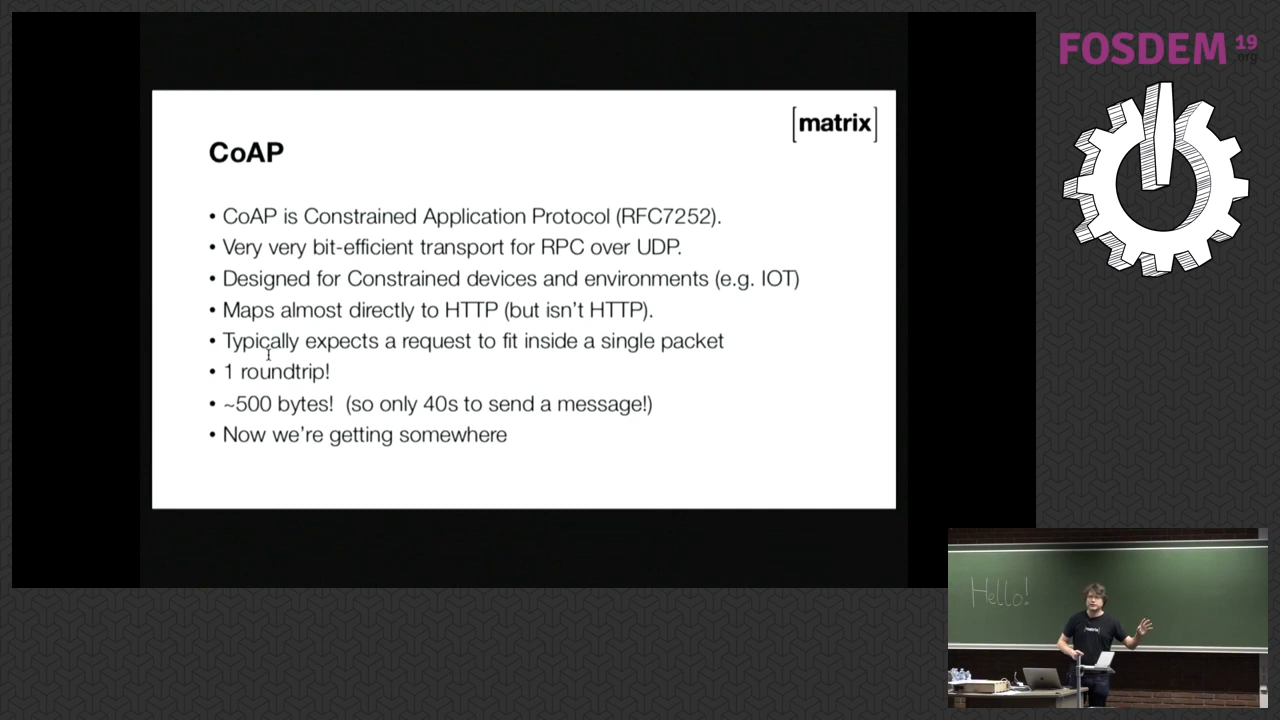 FOSDEM 19
.org
[matrix]
CoAP
• CoAP is Constrained Application Protocol (RFC7252).
• Very very bit-efficient transport for RPC over UDP.
• Designed for Constrained devices and environments (e.g. IOT)
• Maps almost directly to HTTP (but isn't HTTP).
• Typically expects a request to fit inside a single packet
• 1 roundtrip!
• ~500 bytes! (so only 40s to send a message!)
• Now we're getting somewhere
Hello!
[matrix]